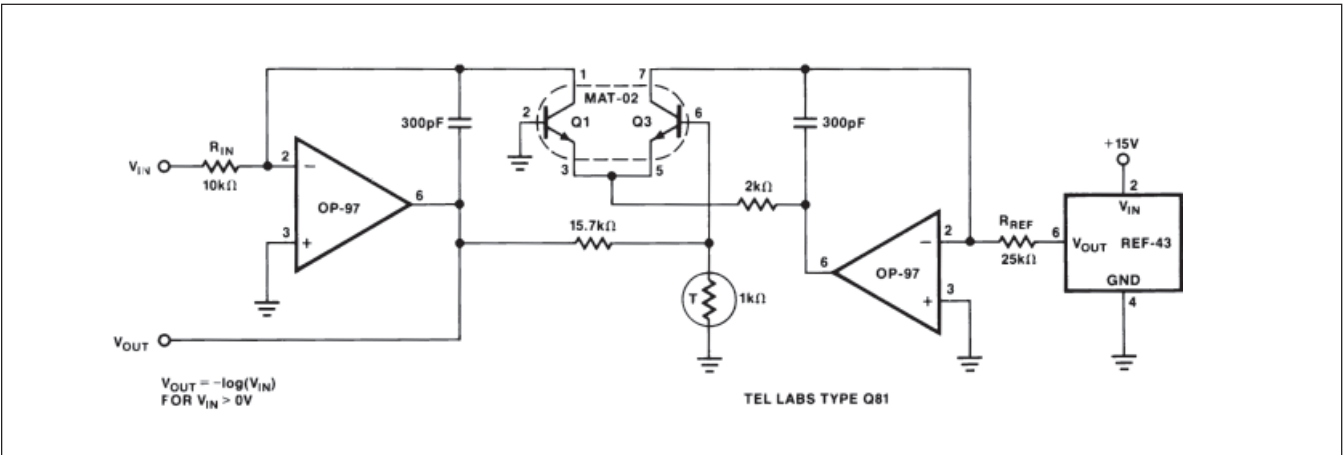 1
7
MAT-02
2
Q1
Q3
6
3
5
300pF
300pF
+15V
2
V_IN
V_OUT
REF-43
6
GND
4
V_IN
R_IN
10kΩ
2
−
3
+
OP-97
6
15.7kΩ
2kΩ
T
1kΩ
6
OP-97
−
2
+
3
R_REF
25kΩ
V_OUT
V_OUT = −log(V_IN)
FOR V_IN > 0V
TEL LABS TYPE Q81